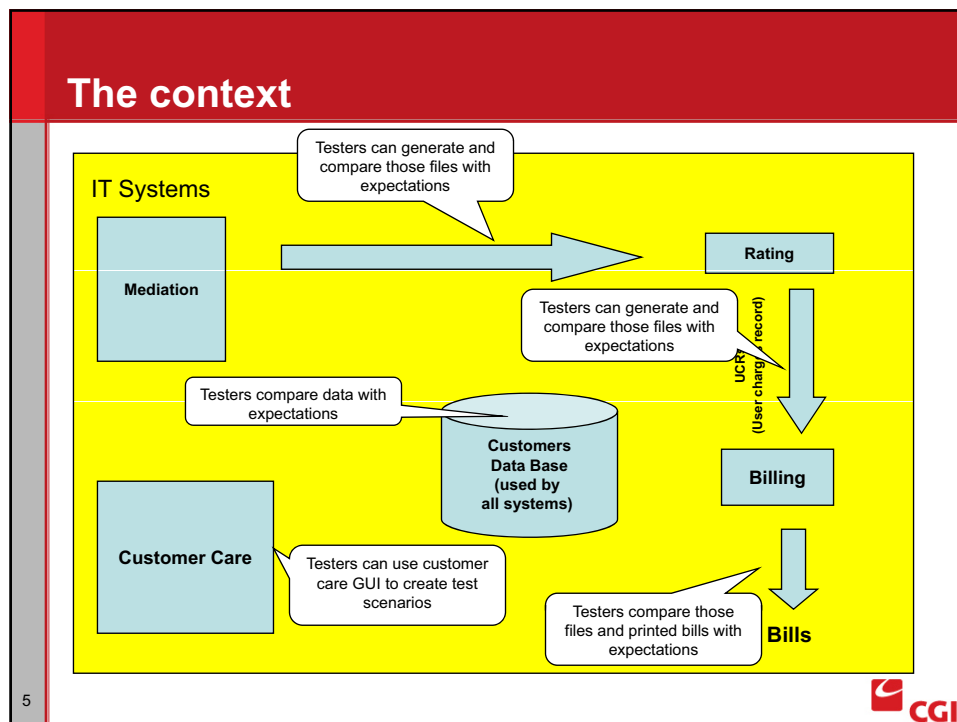 The context
Testers can generate and
compare those files with
expectations
IT Systems
Mediation
Rating
Testers can generate and
compare those files with
expectations
(User charges record)
Testers compare data with
expectations
Customers
Data Base
(used by
all systems)
Billing
Customer Care
Testers can use customer
care GUI to create test
scenarios
Testers compare those
files and printed bills with
expectations
Bills
5
CGI